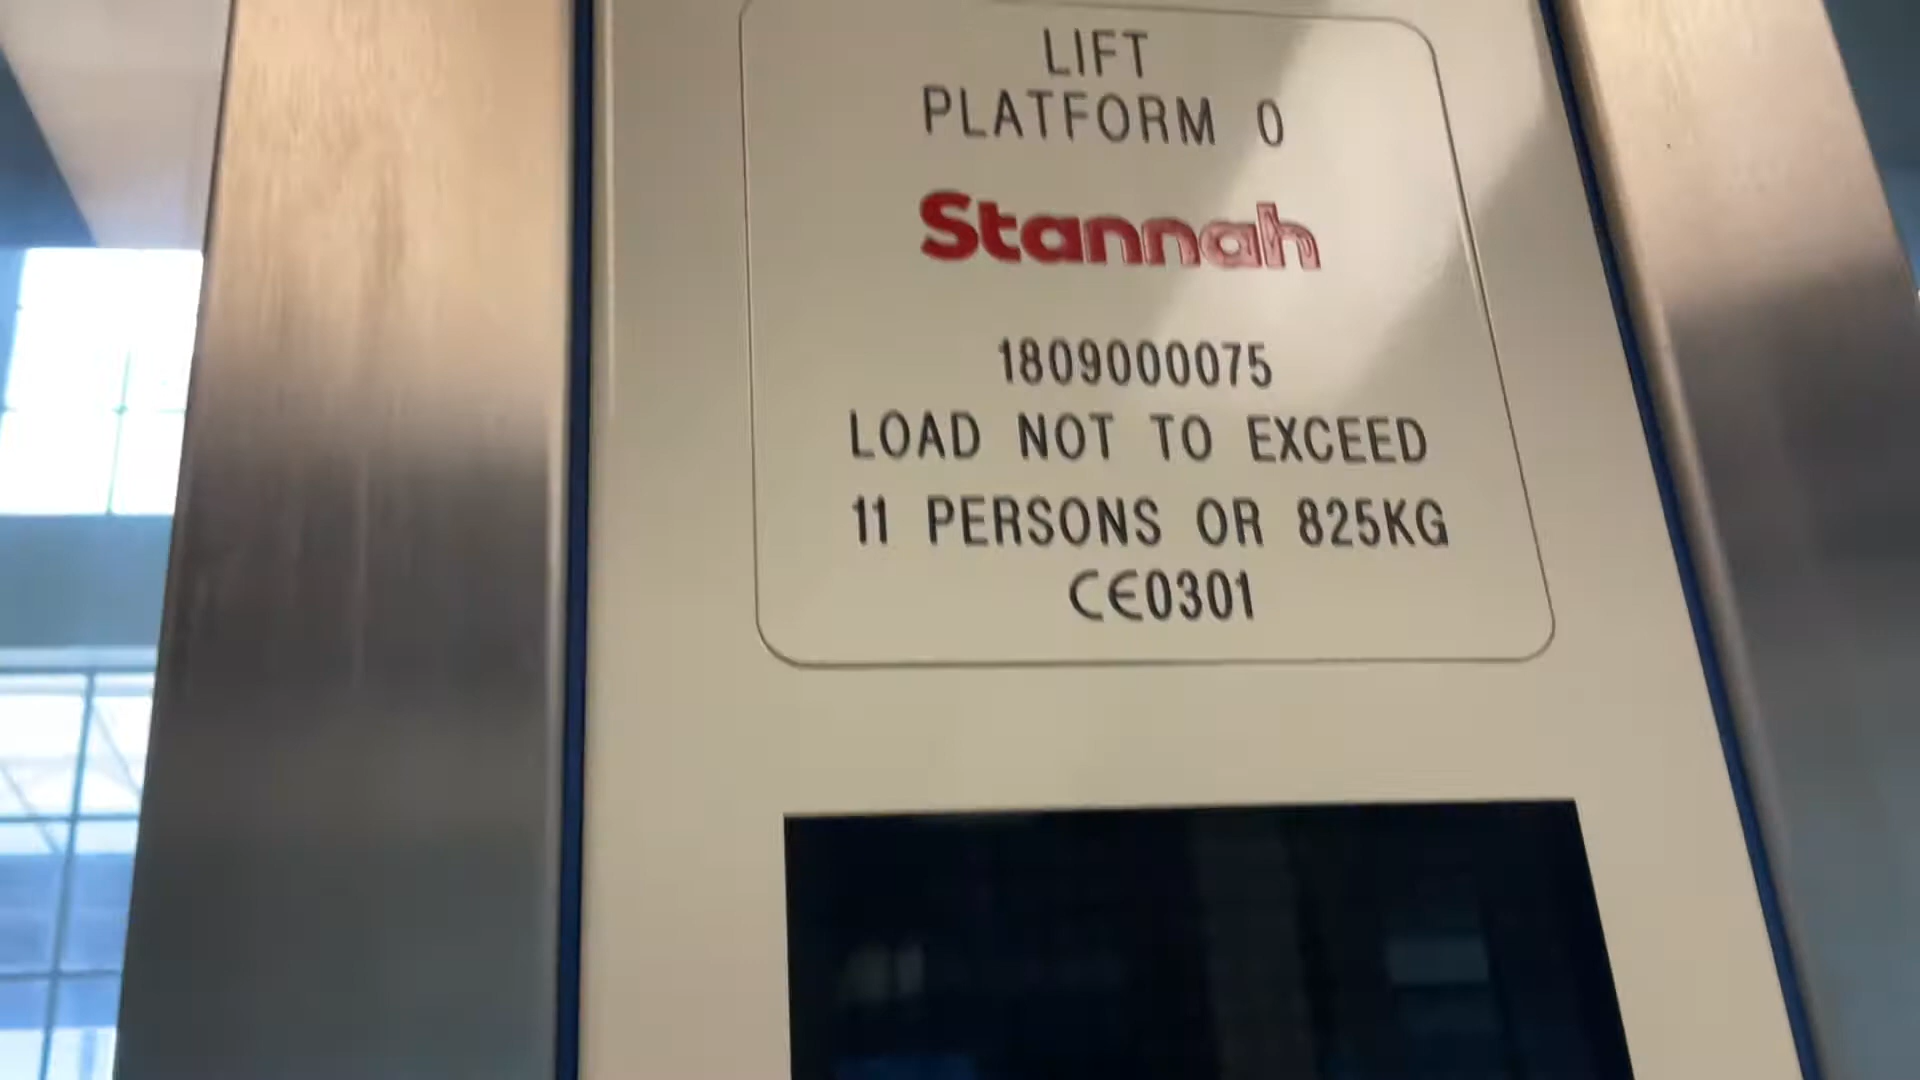 LIFT
PLATFORM 0
Stannah
1809000075
LOAD NOT TO EXCEED
11 PERSONS OR 825KG
CE0301